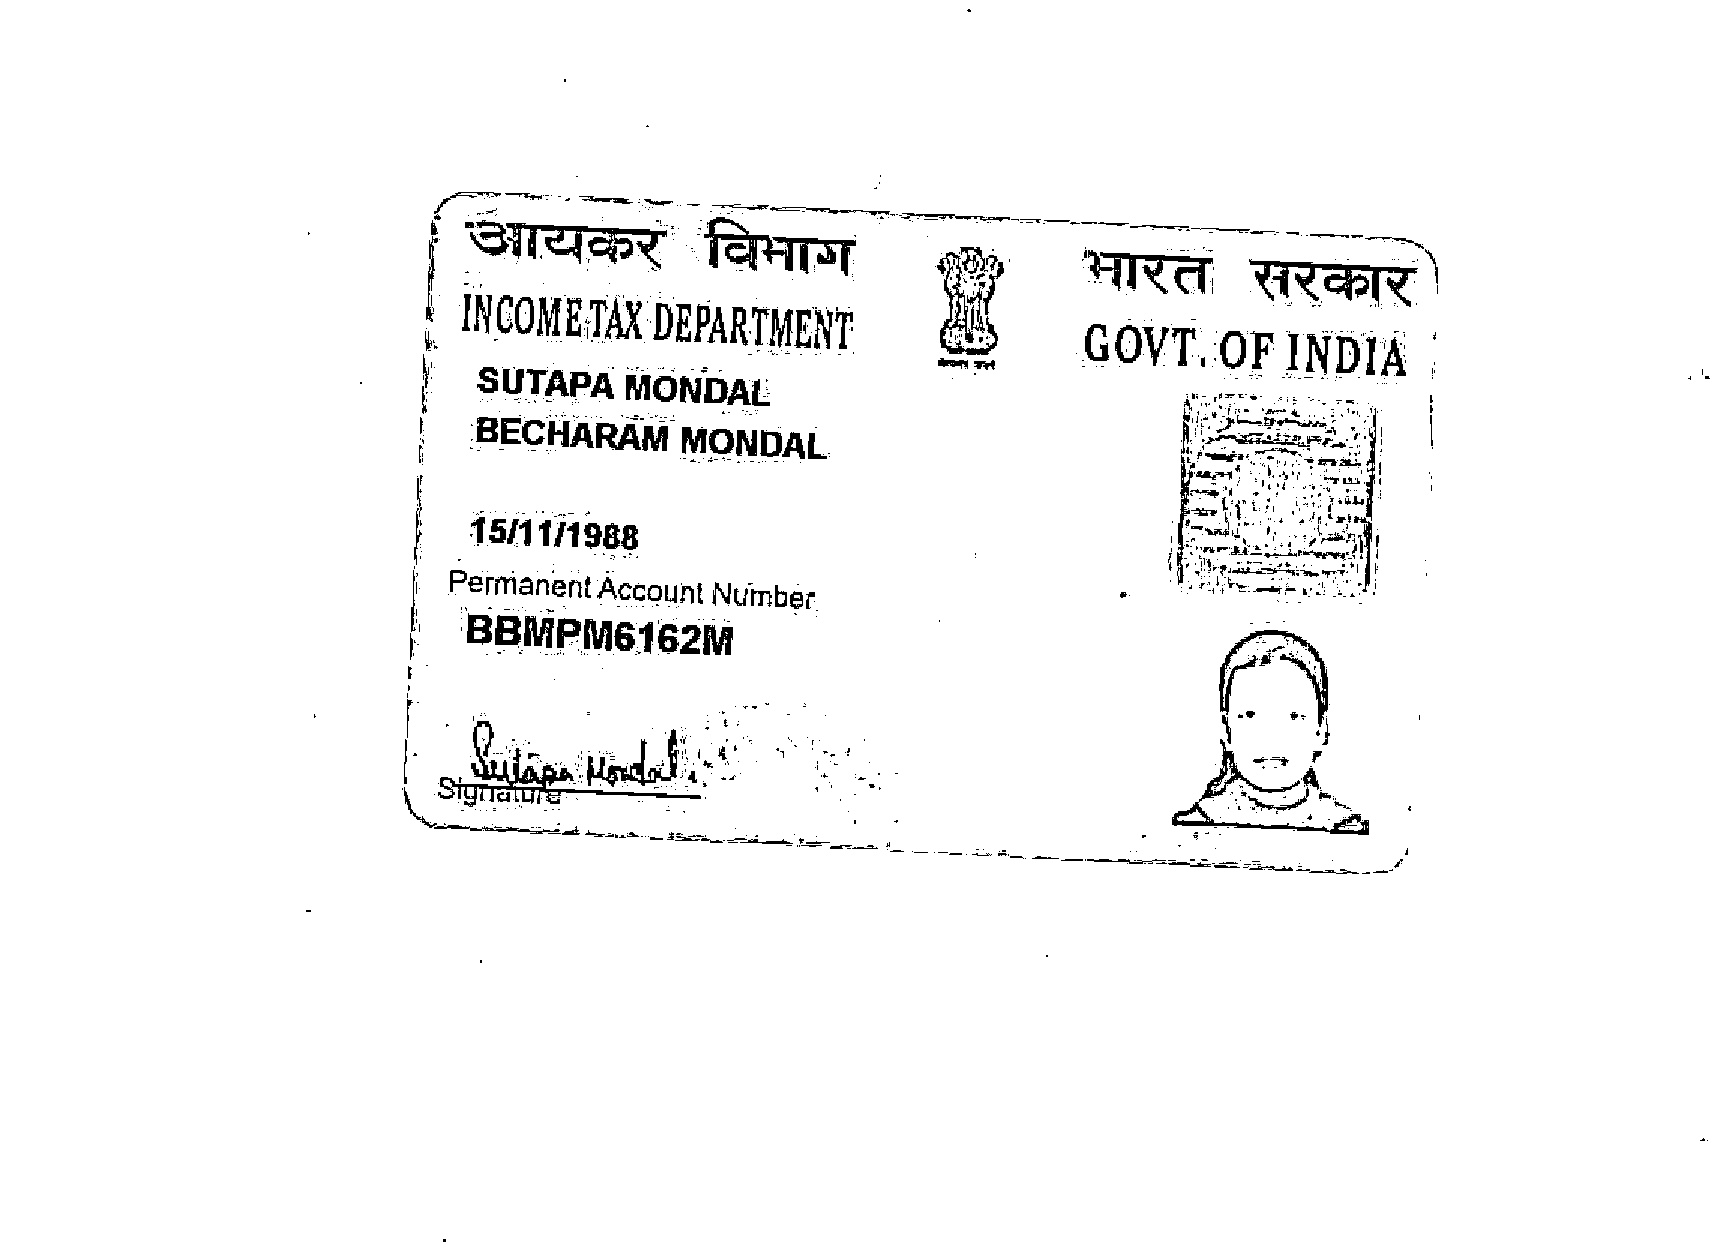 आयकर विभाग
भारत सरकार
INCOME TAX DEPARTMENT
GOVT. OF INDIA
SUTAPA MONDAL
BECHARAM MONDAL
15/11/1988
Permanent Account Number
BBMPM6162M
Sutapa Mondal.
Signature